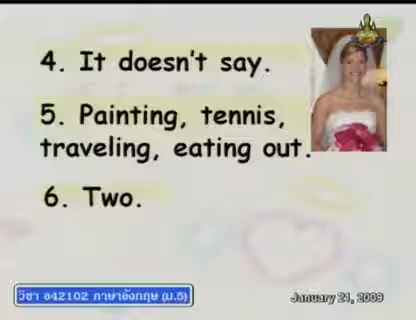 4. It doesn't say.
5. Painting, tennis,
traveling, eating out.
6. Two.
วิชา อ42102 ภาษาอังกฤษ (ม.5)
January 21, 2009